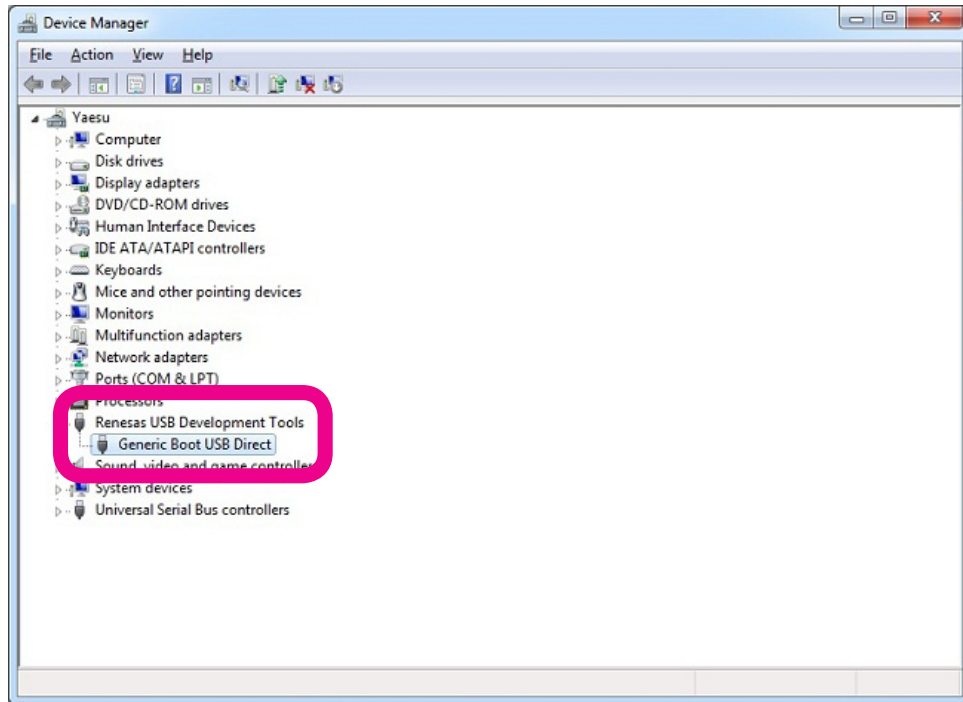 Device Manager
File Action View Help
Yaesu
Computer
Disk drives
Display adapters
DVD/CD-ROM drives
Human Interface Devices
IDE ATA/ATAPI controllers
Keyboards
Mice and other pointing devices
Monitors
Multifunction adapters
Network adapters
Ports (COM & LPT)
Processors
Renesas USB Development Tools
Generic Boot USB Direct
Sound, video and game controller
System devices
Universal Serial Bus controllers